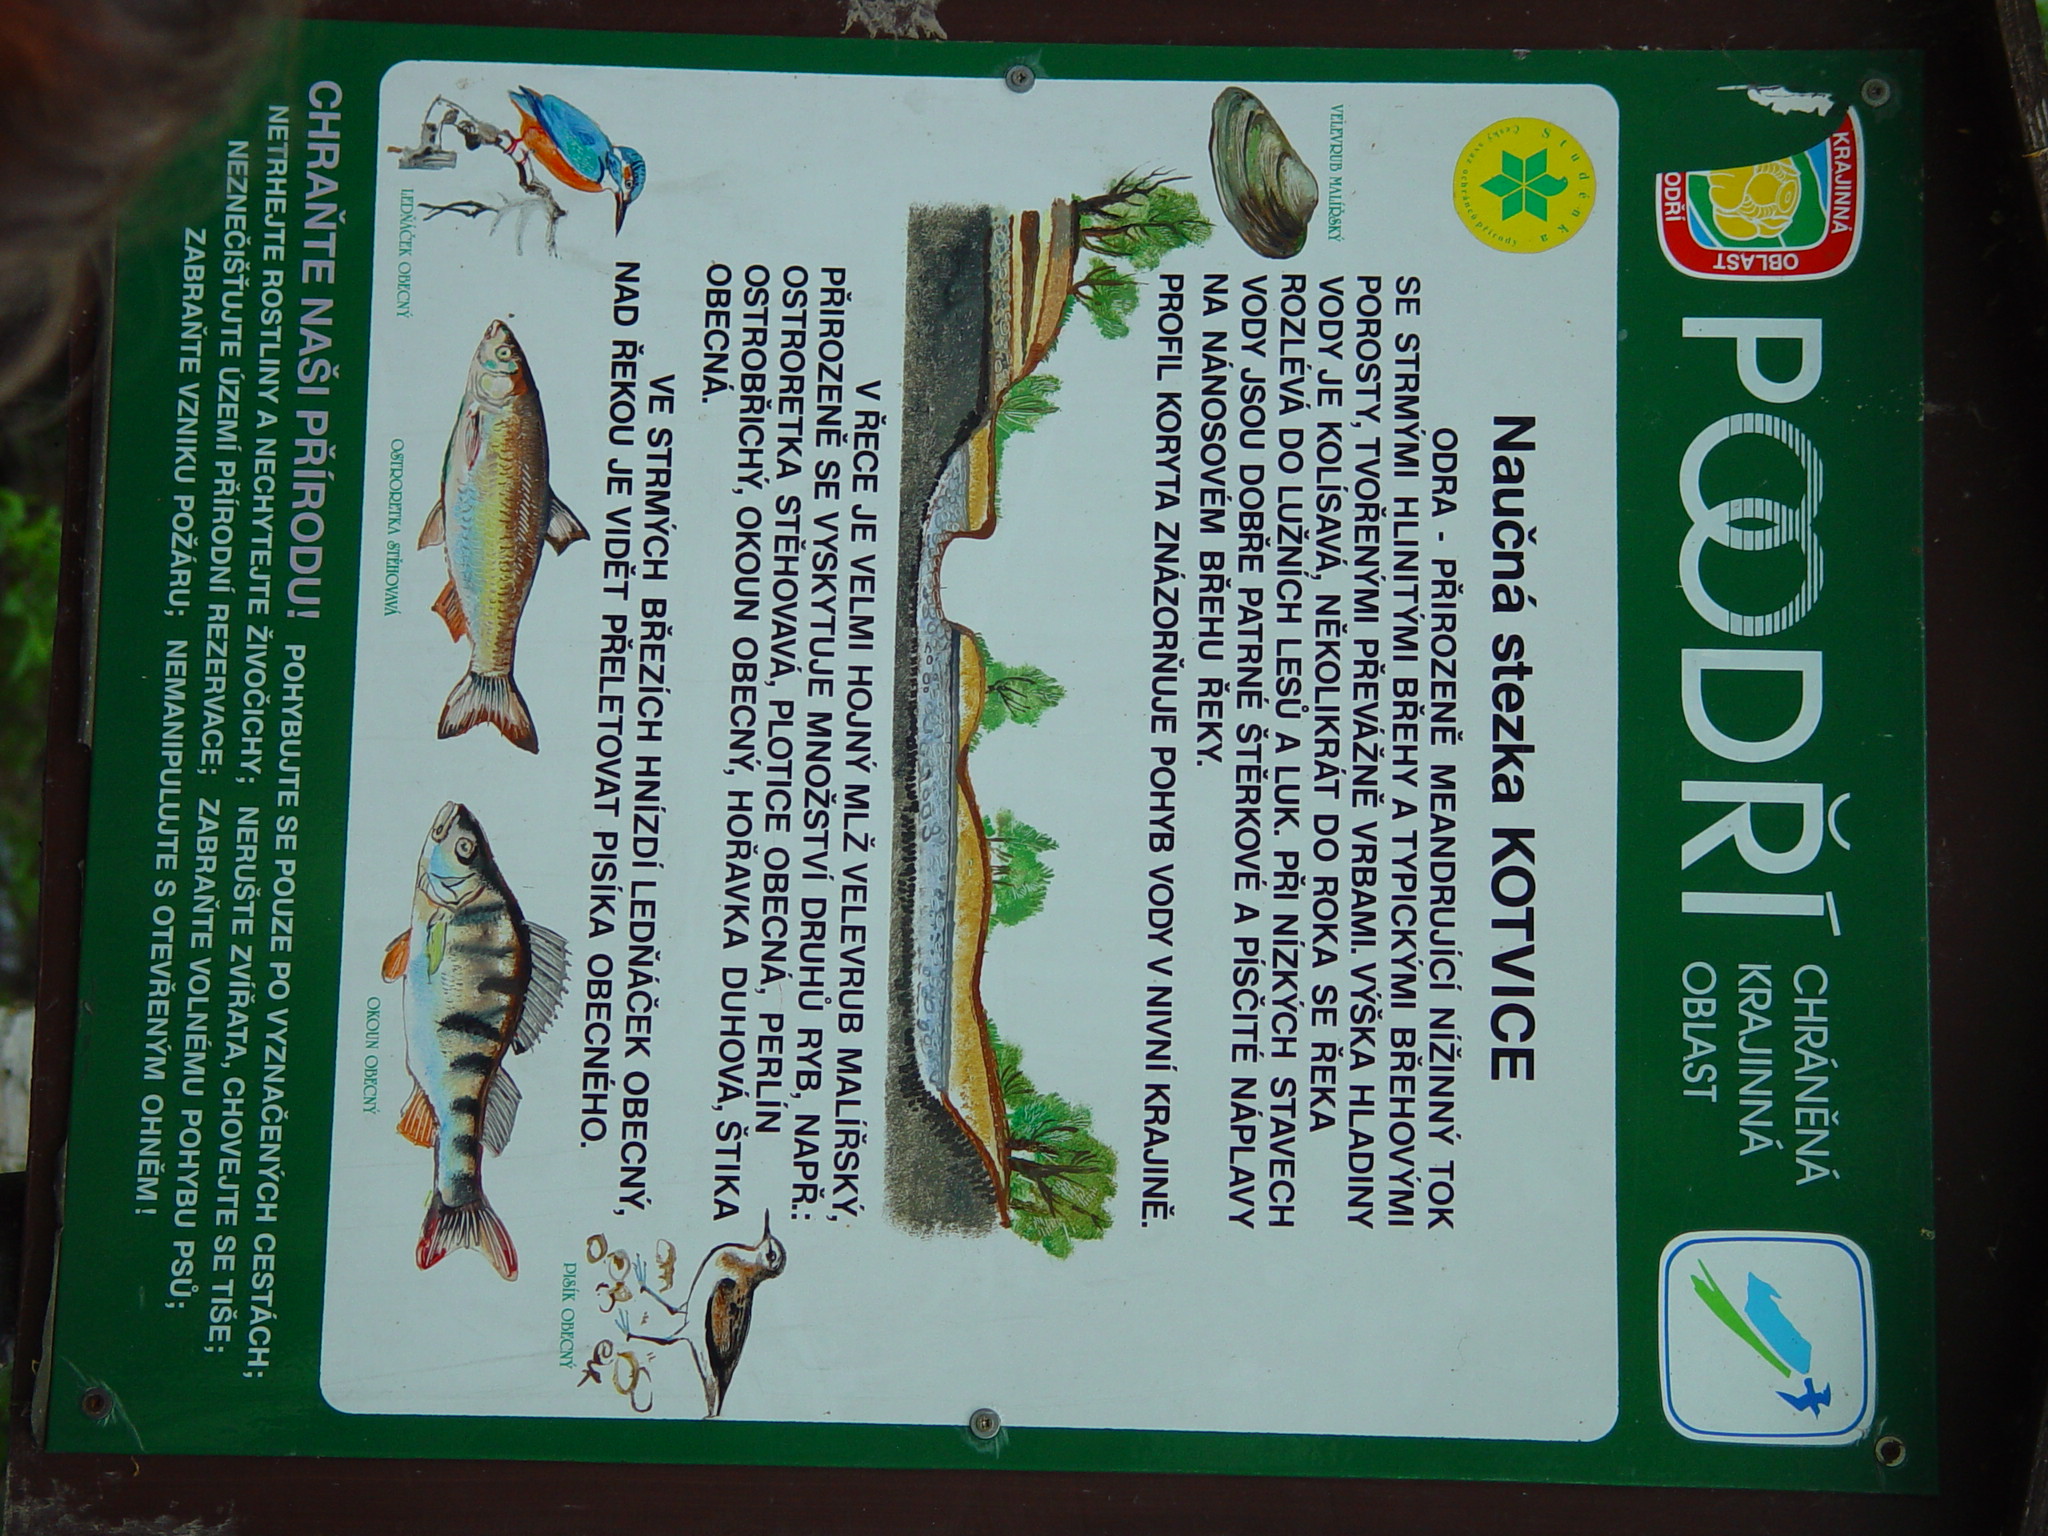 KRAJINNÁ
OBLAST
ODŘÍ
POODŘÍ
CHRÁNĚNÁ
KRAJINNÁ
OBLAST
Studénka
Český svaz ochránců přírody
Naučná stezka KOTVICE
VELEVRUB MALÍŘSKÝ
ODRA - PŘIROZENĚ MEANDRUJÍCÍ NÍŽINNÝ TOK
SE STRMÝMI HLINITÝMI BŘEHY A TYPICKÝMI BŘEHOVÝMI
POROSTY, TVOŘENÝMI PŘEVÁŽNĚ VRBAMI. VÝŠKA HLADINY
VODY JE KOLÍSAVÁ, NĚKOLIKRÁT DO ROKA SE ŘEKA
ROZLÉVÁ DO LUŽNÍCH LESŮ A LUK. PŘI NÍZKÝCH STAVECH
VODY JSOU DOBŘE PATRNÉ ŠTĚRKOVÉ A PÍSČITÉ NÁPLAVY
NA NÁNOSOVÉM BŘEHU ŘEKY.
PROFIL KORYTA ZNÁZORŇUJE POHYB VODY V NIVNÍ KRAJINĚ.
V ŘECE JE VELMI HOJNÝ MLŽ VELEVRUB MALÍŘSKÝ,
PŘIROZENĚ SE VYSKYTUJE MNOŽSTVÍ DRUHŮ RYB, NAPŘ.:
OSTRORETKA STĚHOVAVÁ, PLOTICE OBECNÁ, PERLÍN
OSTROBŘICHÝ, OKOUN OBECNÝ, HOŘAVKA DUHOVÁ, ŠTIKA
OBECNÁ.
VE STRMÝCH BŘEZÍCH HNÍZDÍ LEDŇÁČEK OBECNÝ,
NAD ŘEKOU JE VIDĚT PŘELETOVAT PISÍKA OBECNÉHO.
PISÍK OBECNÝ
LEDŇÁČEK OBECNÝ
OSTRORETKA STĚHOVAVÁ
OKOUN OBECNÝ
CHRAŇTE NAŠI PŘÍRODU! POHYBUJTE SE POUZE PO VYZNAČENÝCH CESTÁCH;
NETRHEJTE ROSTLINY A NECHYTEJTE ŽIVOČICHY; NERUŠTE ZVÍŘATA, CHOVEJTE SE TIŠE;
NEZNEČIŠŤUJTE ÚZEMÍ PŘÍRODNÍ REZERVACE; ZABRAŇTE VOLNÉMU POHYBU PSŮ;
ZABRAŇTE VZNIKU POŽÁRU; NEMANIPULUJTE S OTEVŘENÝM OHNĚM !